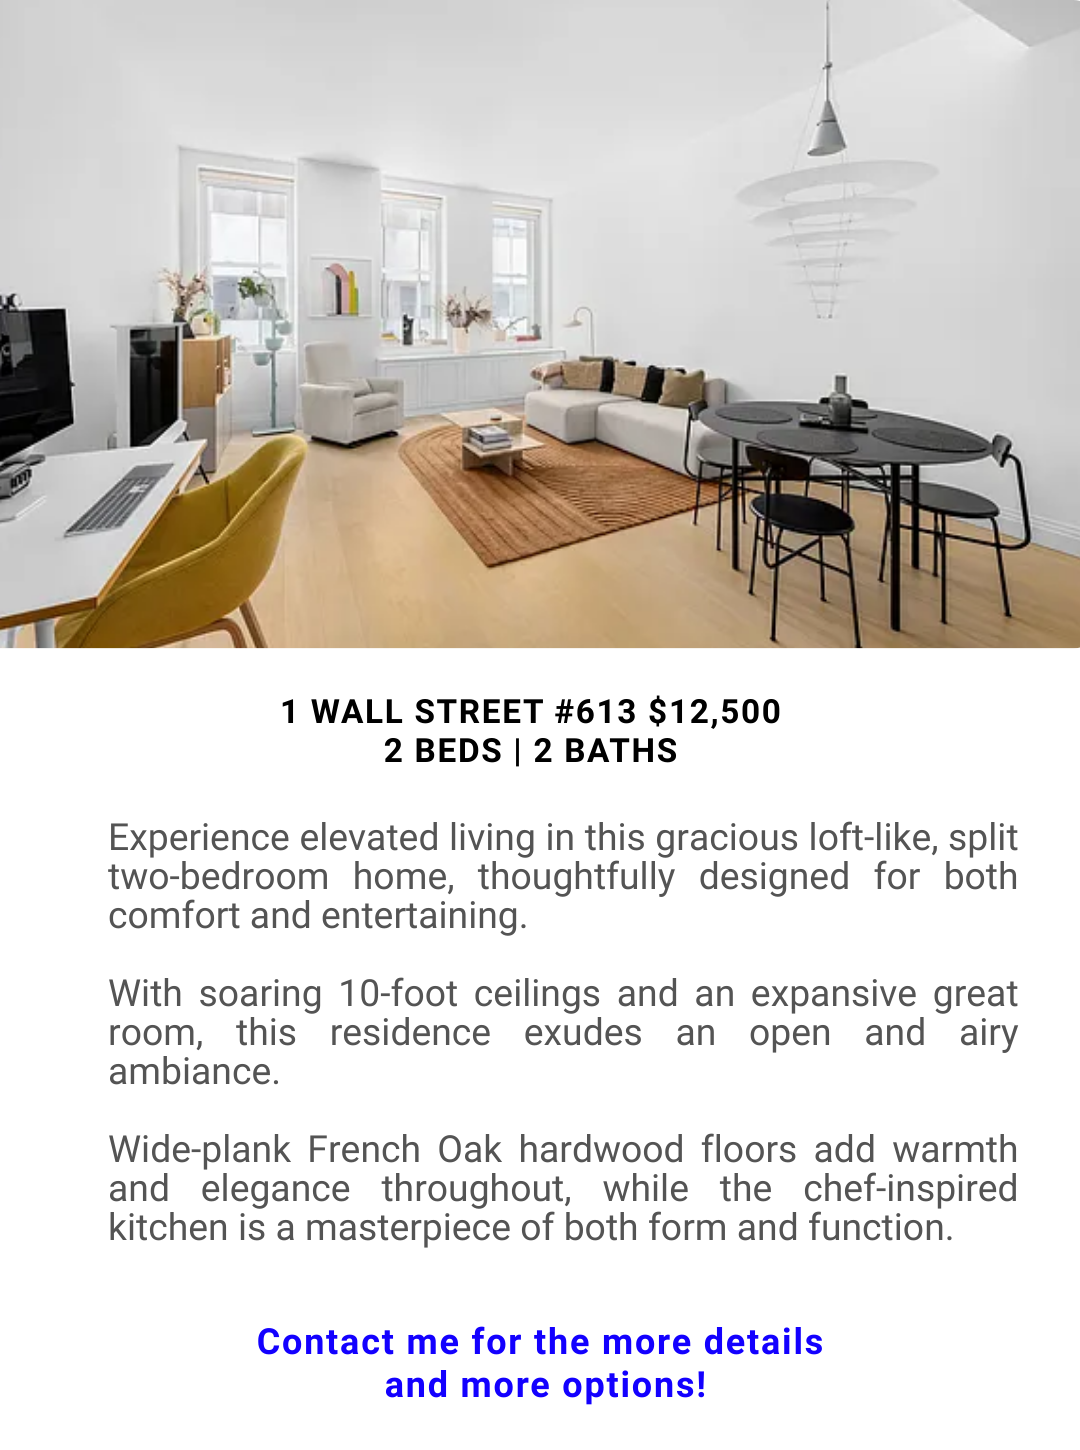 1 WALL STREET #613 $12,500
2 BEDS | 2 BATHS
Experience elevated living in this gracious loft-like, split
two-bedroom home, thoughtfully designed for both
comfort and entertaining.
With soaring 10-foot ceilings and an expansive great
room, this residence exudes an open and airy
ambiance.
Wide-plank French Oak hardwood floors add warmth
and elegance throughout, while the chef-inspired
kitchen is a masterpiece of both form and function.
Contact me for the more details
and more options!